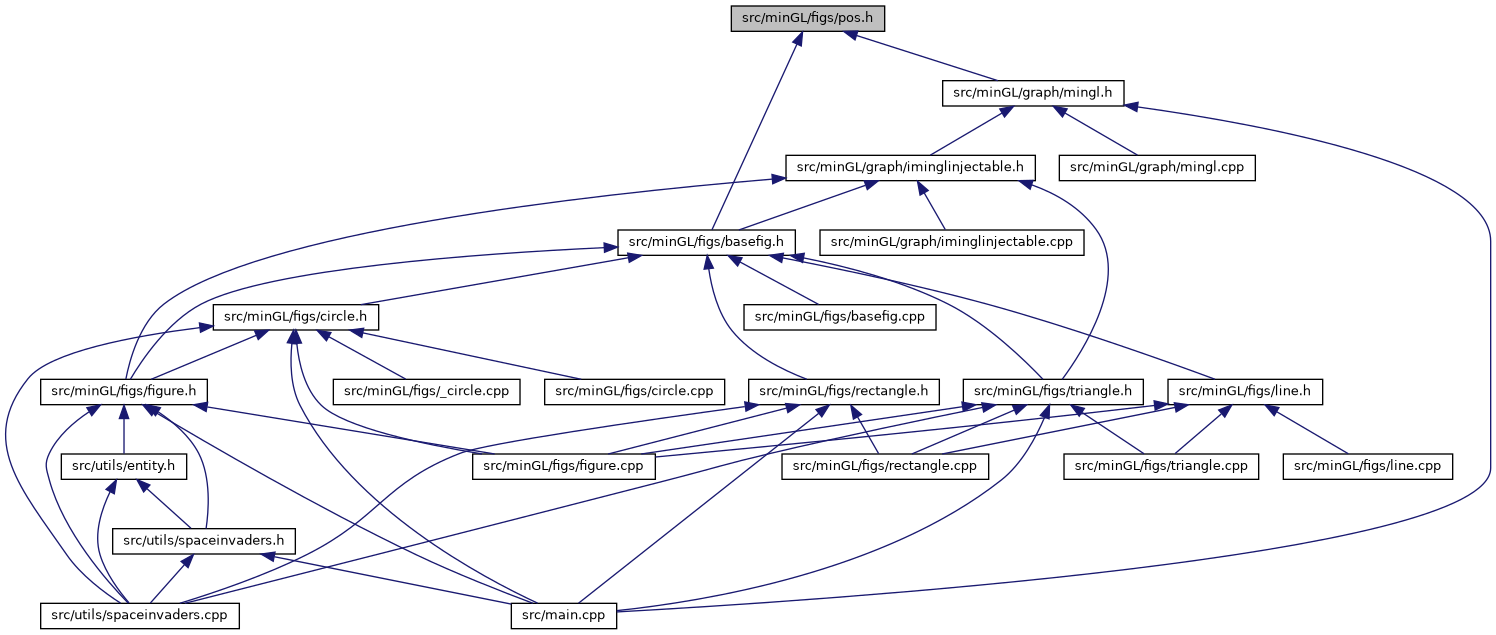 src/minGL/figs/pos.h
src/minGL/graph/mingl.h
src/minGL/graph/iminglinjectable.h
src/minGL/graph/mingl.cpp
src/minGL/figs/basefig.h
src/minGL/graph/iminglinjectable.cpp
src/minGL/figs/circle.h
src/minGL/figs/basefig.cpp
src/minGL/figs/figure.h
src/minGL/figs/_circle.cpp
src/minGL/figs/circle.cpp
src/minGL/figs/rectangle.h
src/minGL/figs/triangle.h
src/minGL/figs/line.h
src/utils/entity.h
src/minGL/figs/figure.cpp
src/minGL/figs/rectangle.cpp
src/minGL/figs/triangle.cpp
src/minGL/figs/line.cpp
src/utils/spaceinvaders.h
src/utils/spaceinvaders.cpp
src/main.cpp